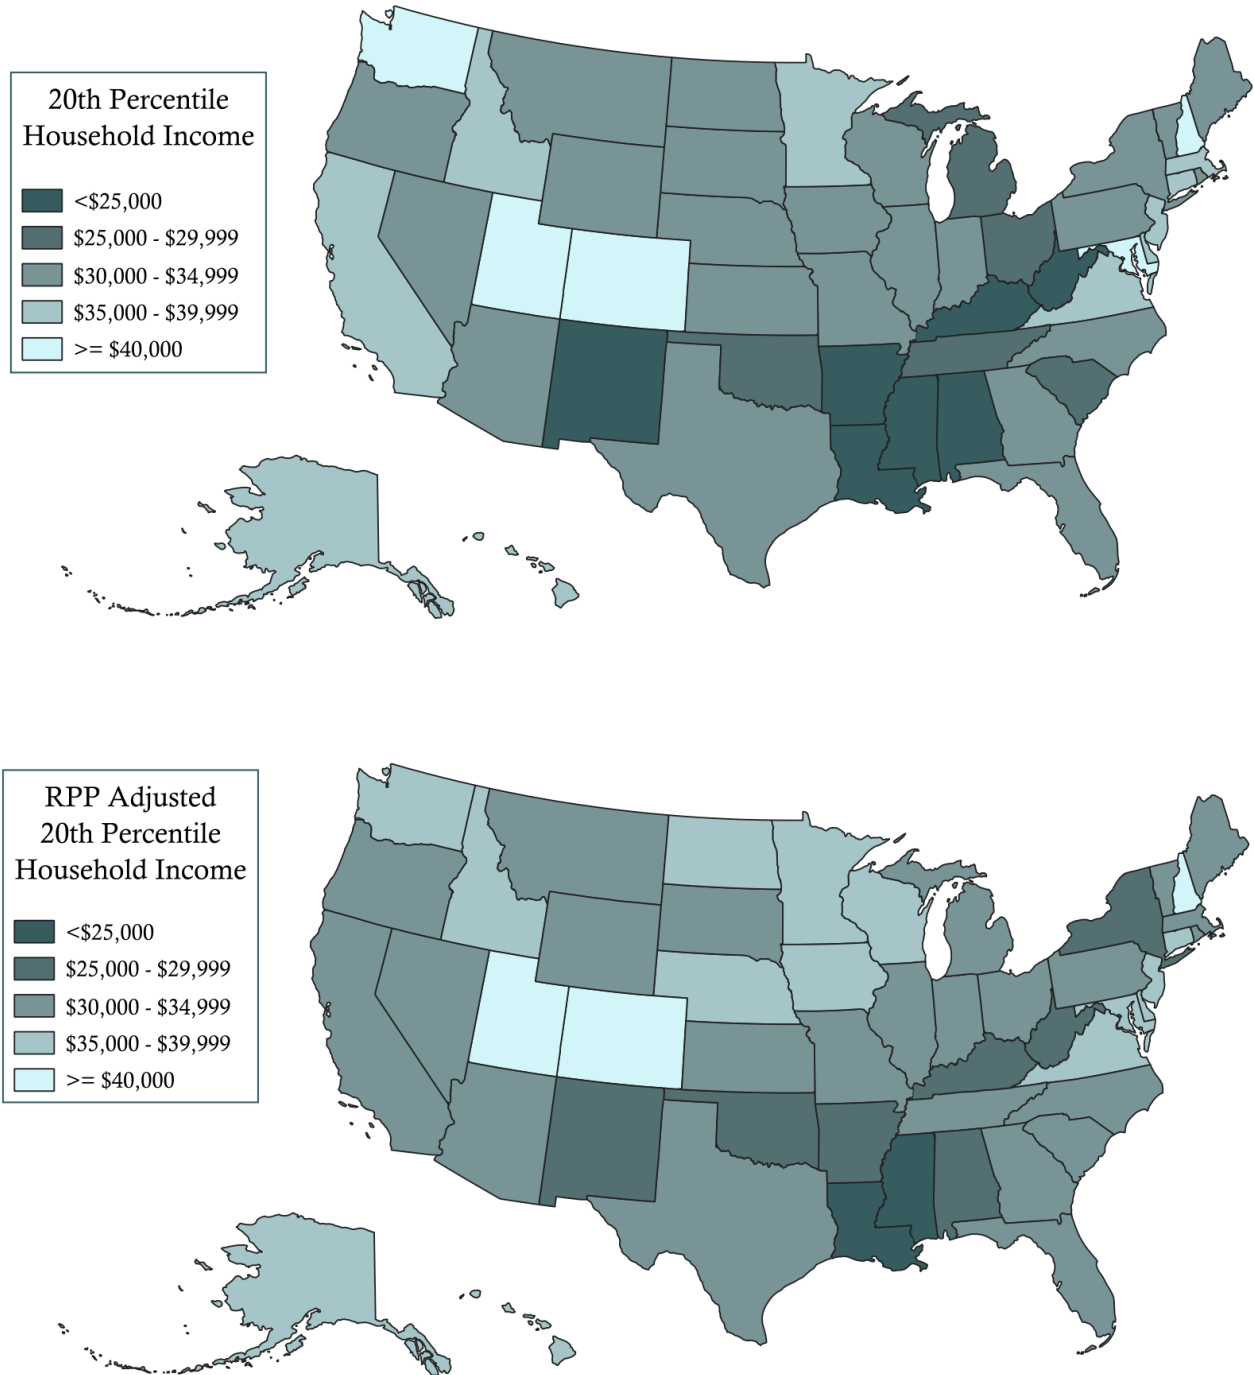 20th Percentile
Household Income
<$25,000
$25,000 - $29,999
$30,000 - $34,999
$35,000 - $39,999
>= $40,000
RPP Adjusted
20th Percentile
Household Income
<$25,000
$25,000 - $29,999
$30,000 - $34,999
$35,000 - $39,999
>= $40,000